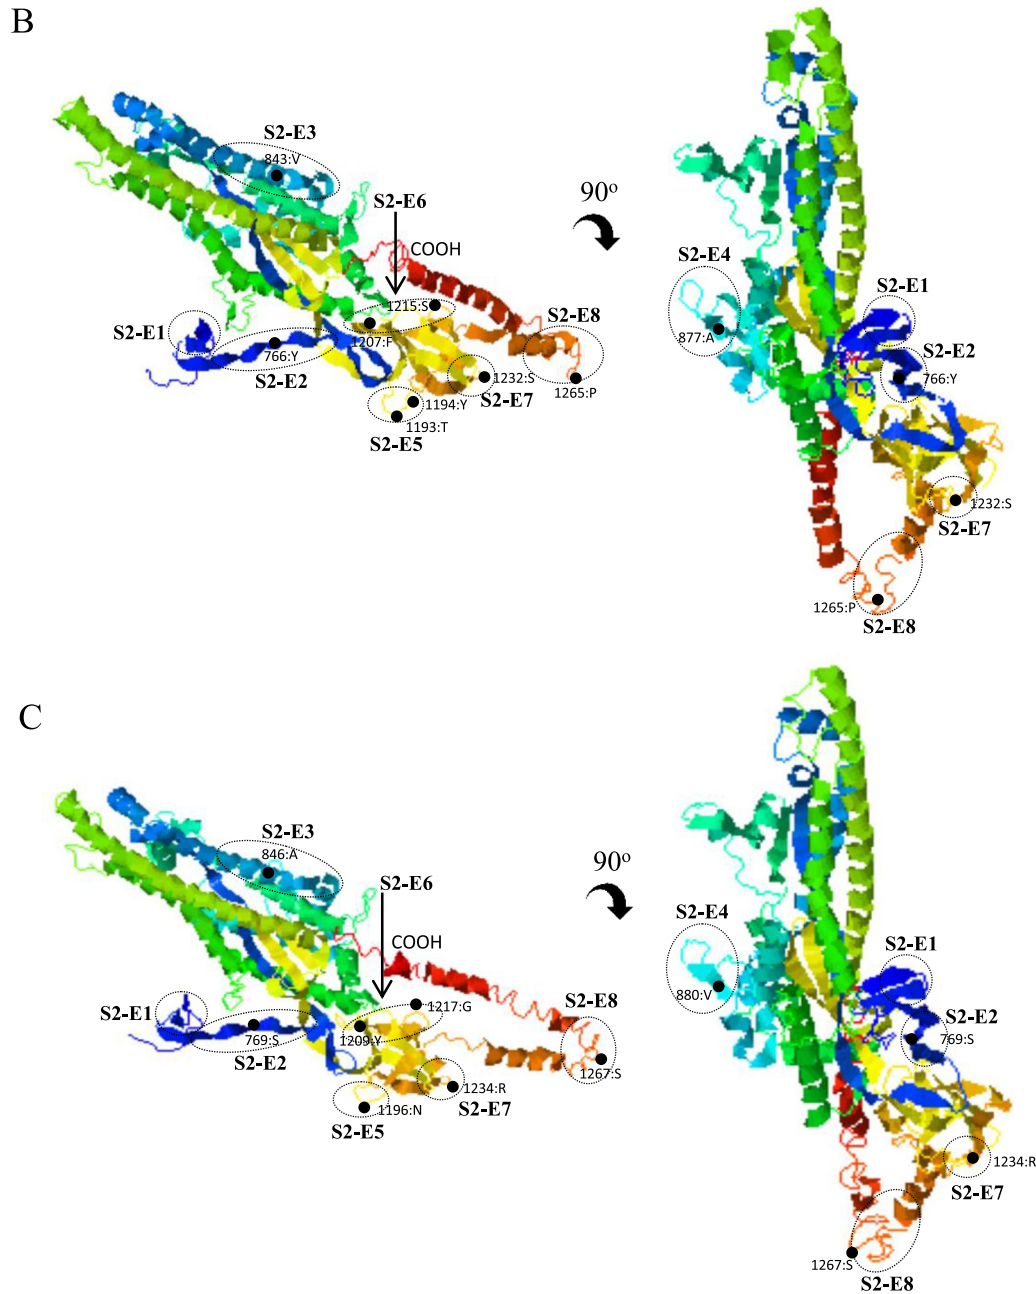 B
S2-E3
843:V
S2-E6
COOH
1215:S
S2-E8
S2-E1
766:Y
1207:F
S2-E2
1232:S
S2-E7
1265:P
1194:Y
1193:T
S2-E5
90o
S2-E4
S2-E1
877:A
S2-E2
766:Y
1232:S
S2-E7
1265:P
S2-E8
C
S2-E3
846:A
S2-E6
COOH
1217:G
S2-E8
S2-E1
769:S
1209:Y
S2-E2
1267:S
1234:R
S2-E7
1196:N
S2-E5
90o
S2-E4
S2-E1
880:V
S2-E2
769:S
1234:R
S2-E7
1267:S
S2-E8